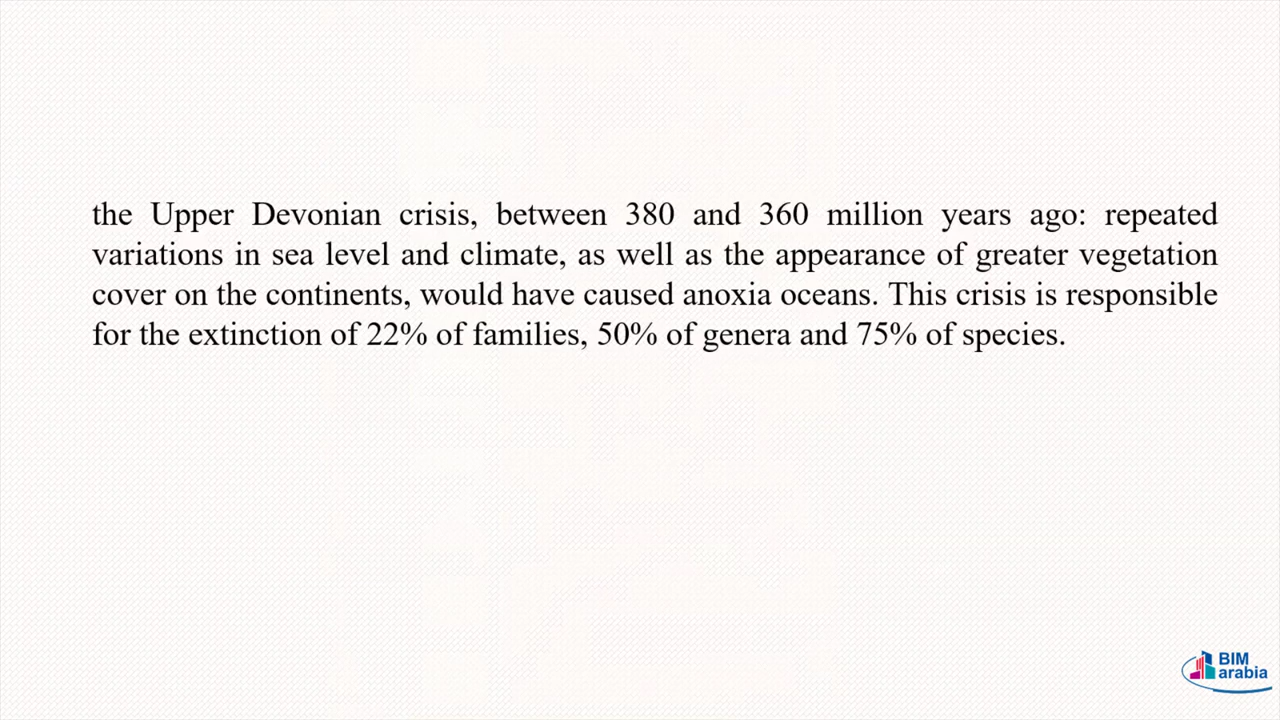 the Upper Devonian crisis, between 380 and 360 million years ago: repeated
variations in sea level and climate, as well as the appearance of greater vegetation
cover on the continents, would have caused anoxia oceans. This crisis is responsible
for the extinction of 22% of families, 50% of genera and 75% of species.
BIM
arabia